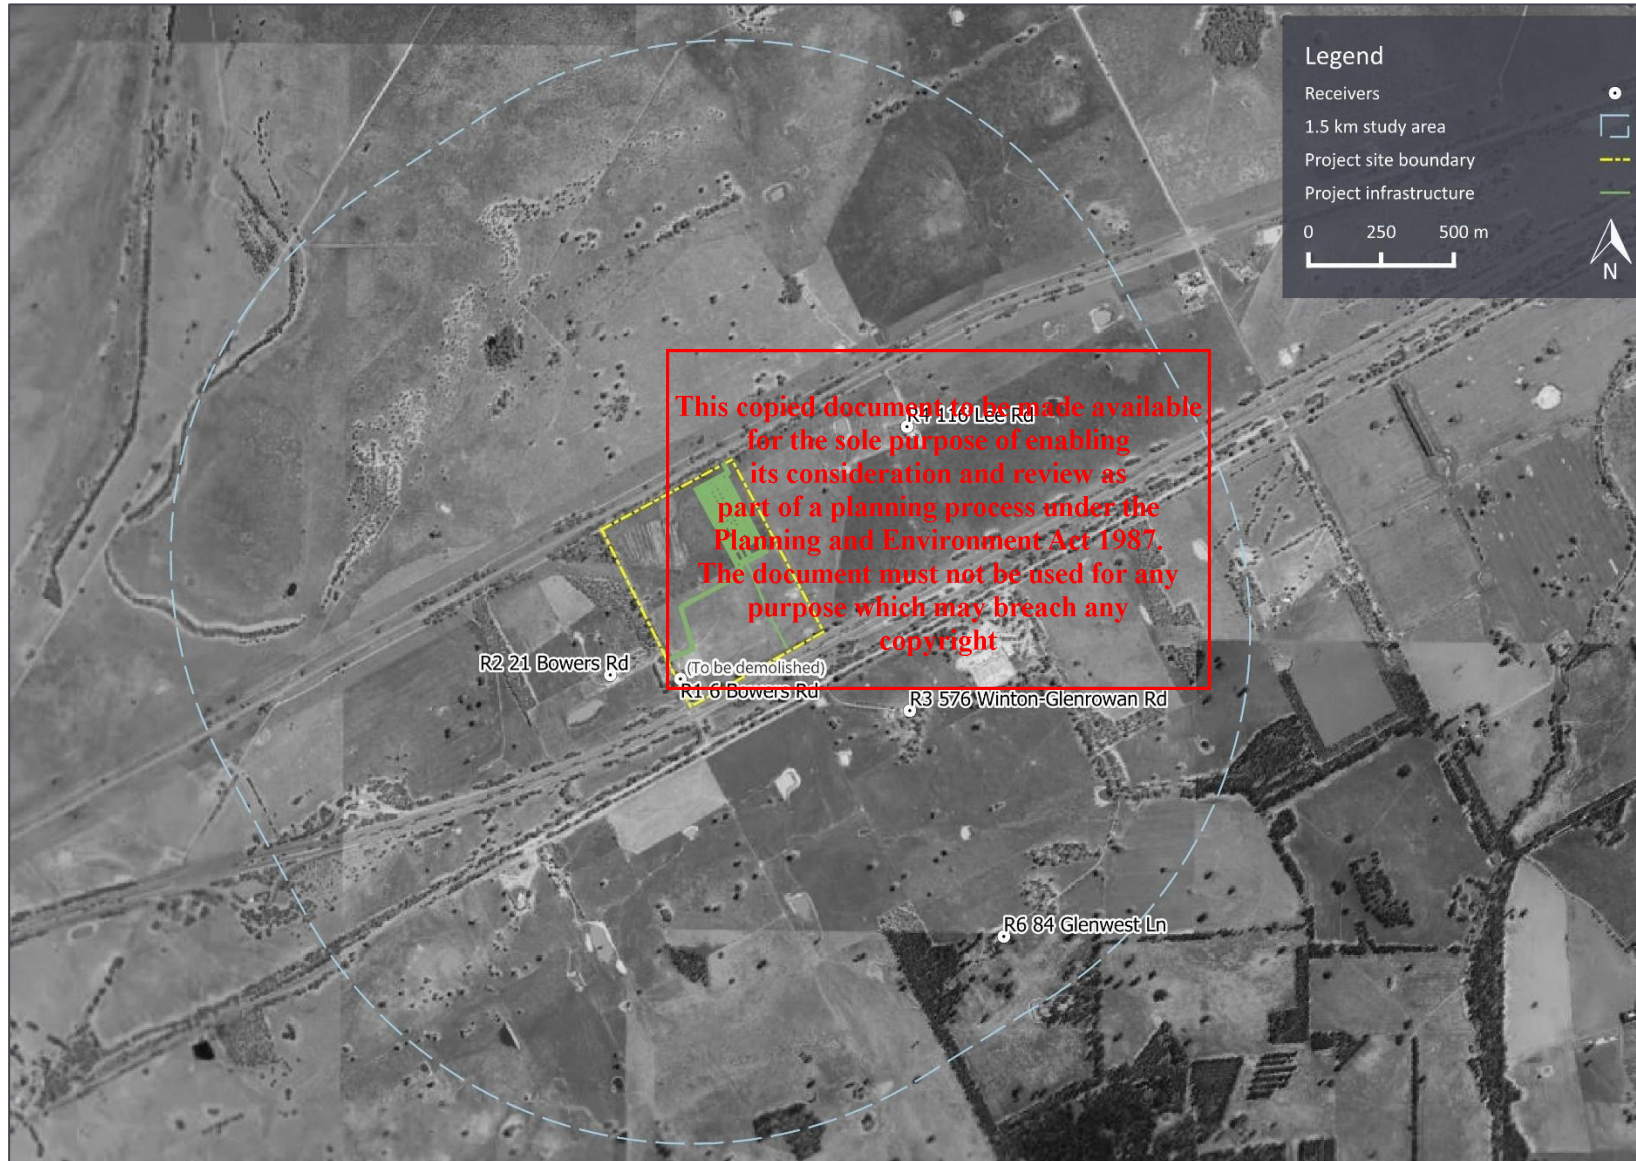 Legend
Receivers
1.5 km study area
Project site boundary
Project infrastructure
0 250 500 m
N
This copied document to be made available
R4 116 Lee Rd
for the sole purpose of enabling
its consideration and review as
part of a planning process under the
Planning and Environment Act 1987.
The document must not be used for any
purpose which may breach any
copyright
R2 21 Bowers Rd
(To be demolished)
R1 6 Bowers Rd
R3 576 Winton-Glenrowan Rd
R6 84 Glenwest Ln